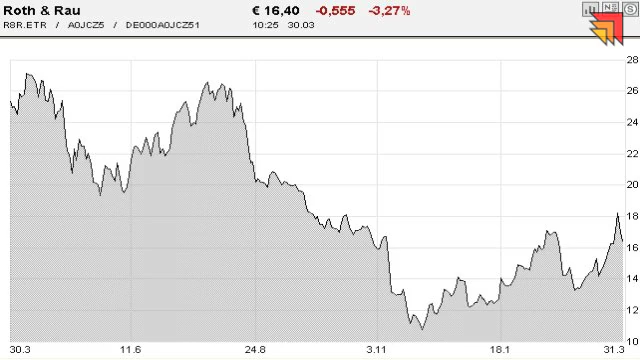 Roth & Rau € 16,40 -0,555 -3,27%
R8R.ETR / A0JCZ5 / DE000A0JCZ51 10:25 30.03
NS
S
28
26
24
22
20
18
16
14
12
10
30.3 11.6 24.8 3.11 18.1 31.3